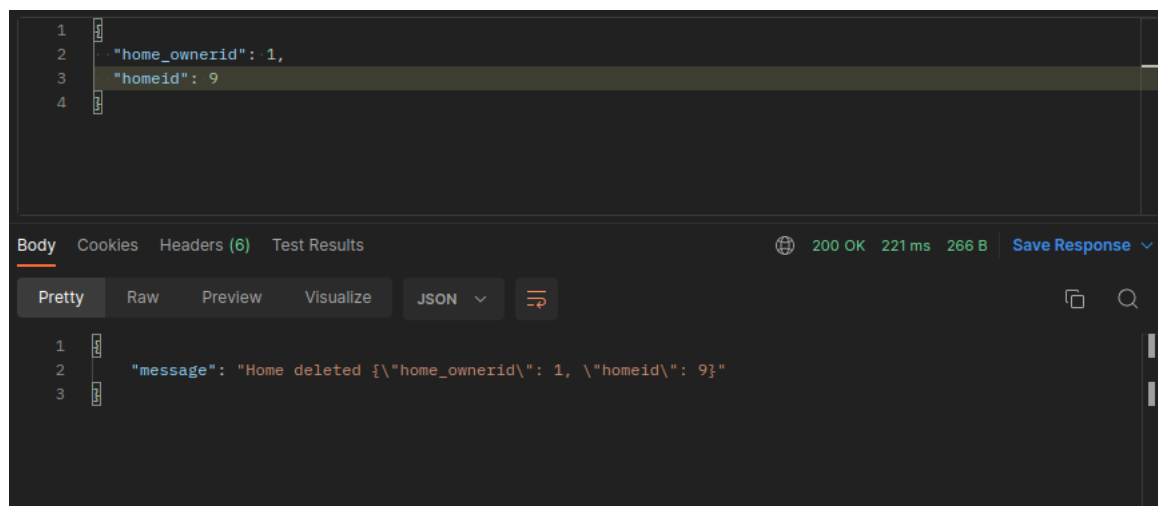 1 {
2 "home_ownerid": 1,
3 "homeid": 9
4 }
Body Cookies Headers (6) Test Results 200 OK 221 ms 266 B Save Response
Pretty Raw Preview Visualize JSON
1 {
2 "message": "Home deleted {\"home_ownerid\": 1, \"homeid\": 9}"
3 }